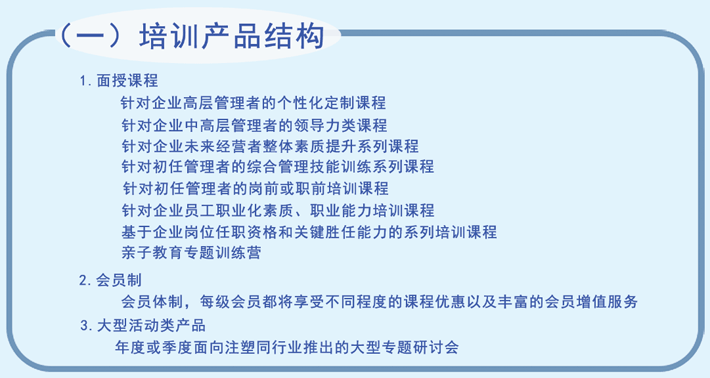 （一）培训产品结构
1.面授课程
针对企业高层管理者的个性化定制课程
针对企业中高层管理者的领导力类课程
针对企业未来经营者整体素质提升系列课程
针对初任管理者的综合管理技能训练系列课程
针对初任管理者的岗前或职前培训课程
针对企业员工职业化素质、职业能力培训课程
基于企业岗位任职资格和关键胜任能力的系列培训课程
亲子教育专题训练营
2.会员制
会员体制，每级会员都将享受不同程度的课程优惠以及丰富的会员增值服务
3.大型活动类产品
年度或季度面向注塑同行业推出的大型专题研讨会